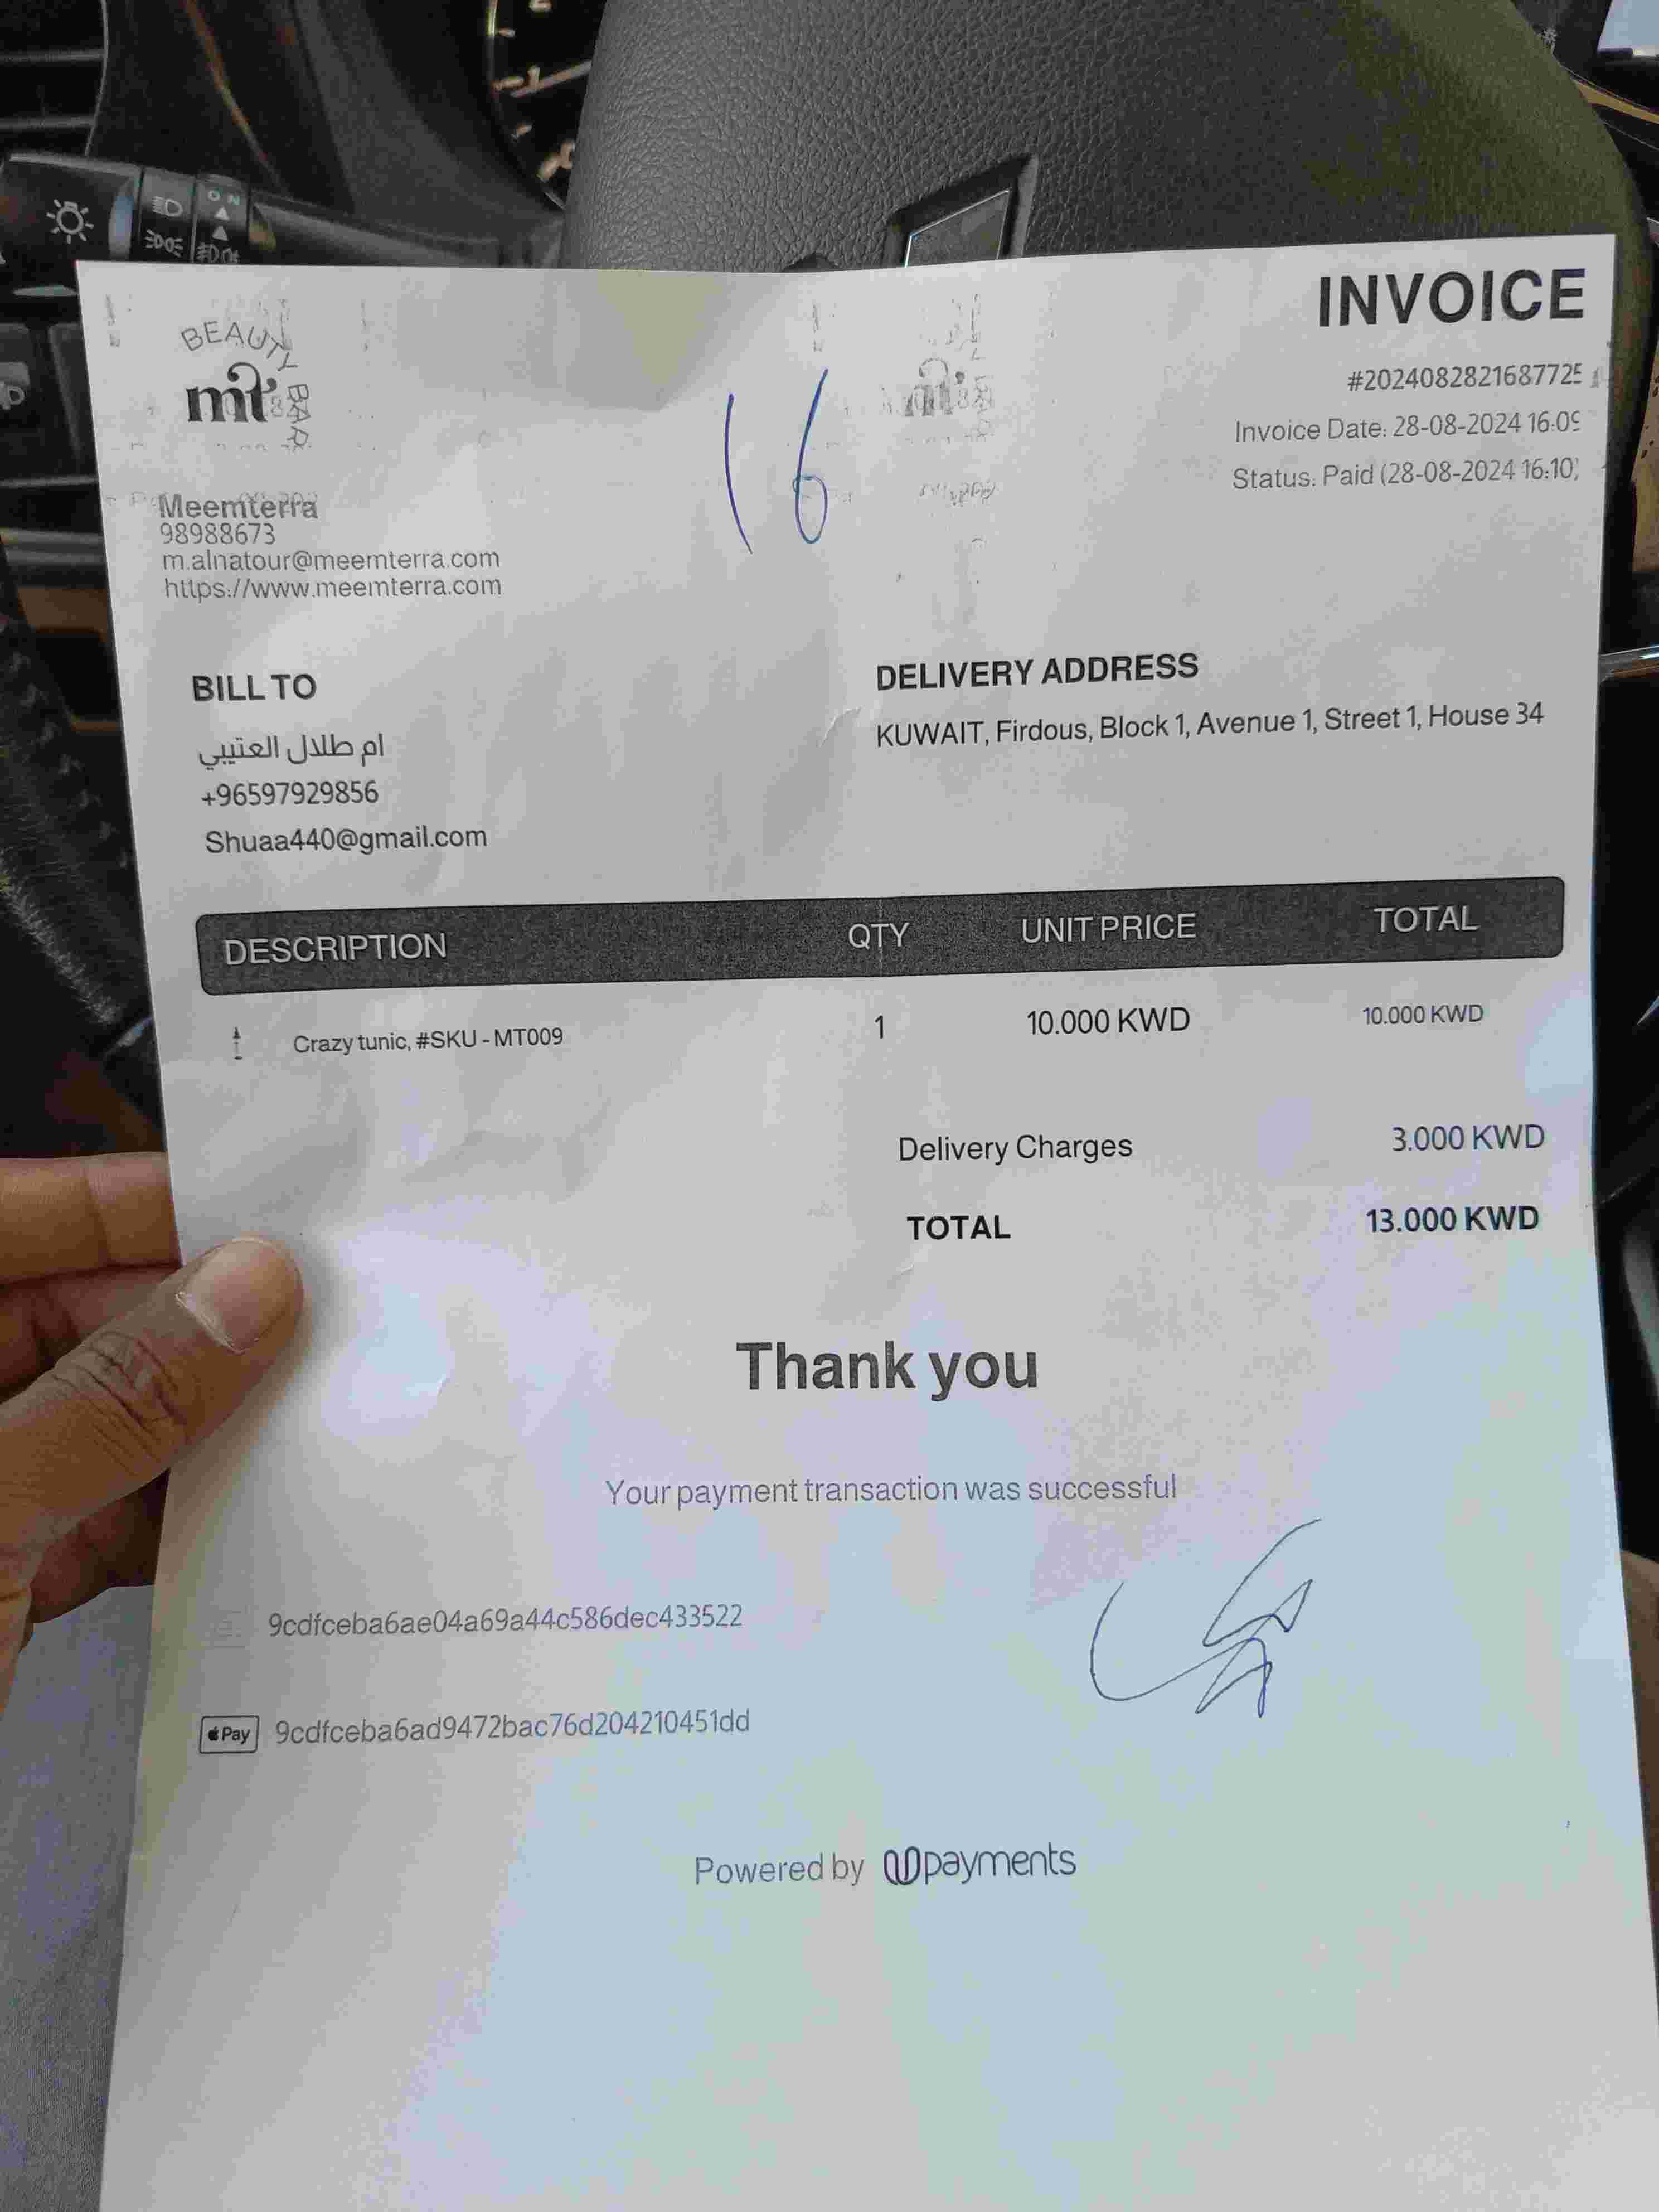 BEAUTY BAR
mt
INVOICE
#2024082821687725
Invoice Date: 28-08-2024 16:09
Status: Paid (28-08-2024 16:10)
16
Meemterra
98988673
m.alnatour@meemterra.com
https://www.meemterra.com
BILL TO
ام طلال العتيبي
+96597929856
Shuaa440@gmail.com
DELIVERY ADDRESS
KUWAIT, Firdous, Block 1, Avenue 1, Street 1, House 34
DESCRIPTION QTY UNIT PRICE TOTAL
Crazy tunic, #SKU - MT009 1 10.000 KWD 10.000 KWD
Delivery Charges 3.000 KWD
TOTAL 13.000 KWD
Thank you
Your payment transaction was successful
9cdfceba6ae04a69a44c586dec433522
Pay 9cdfceba6ad9472bac76d204210451dd
Powered by Upayments